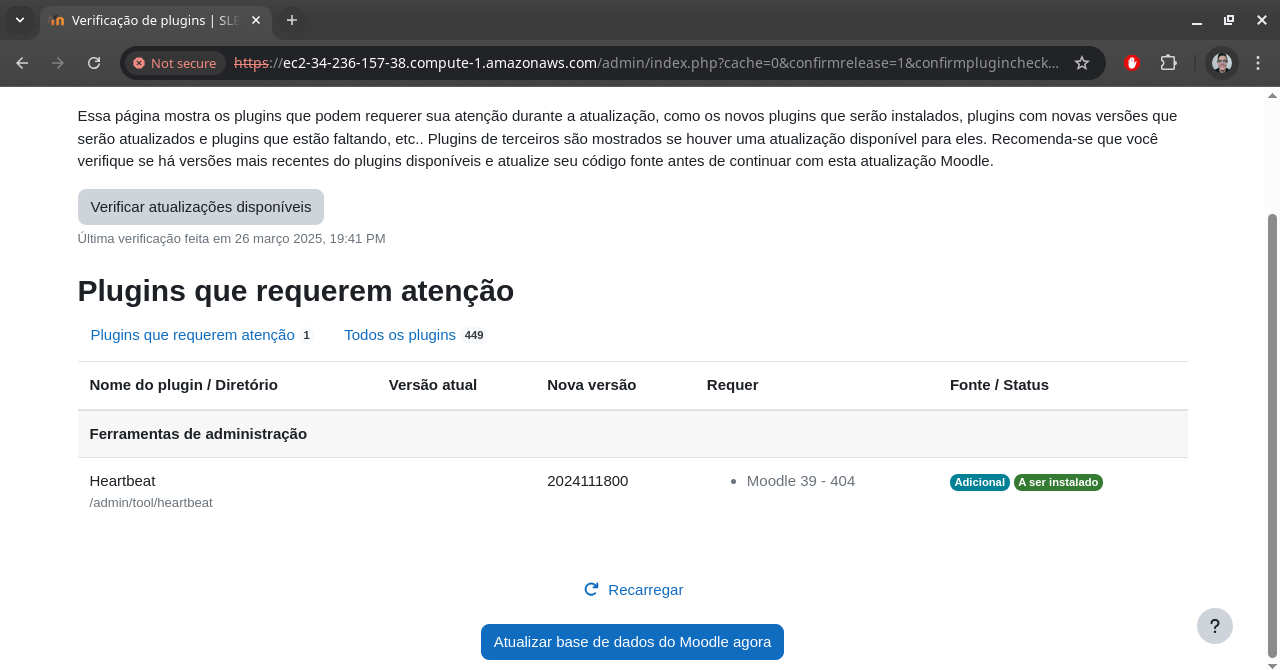 Verificação de plugins | SLE
Not secure
https://ec2-34-236-157-38.compute-1.amazonaws.com/admin/index.php?cache=0&confirmrelease=1&confirmplugincheck…
Essa página mostra os plugins que podem requerer sua atenção durante a atualização, como os novos plugins que serão instalados, plugins com novas versões que
serão atualizados e plugins que estão faltando, etc.. Plugins de terceiros são mostrados se houver uma atualização disponível para eles. Recomenda-se que você
verifique se há versões mais recentes do plugins disponíveis e atualize seu código fonte antes de continuar com esta atualização Moodle.
Verificar atualizações disponíveis
Última verificação feita em 26 março 2025, 19:41 PM
Plugins que requerem atenção
Plugins que requerem atenção 1 Todos os plugins 449
Nome do plugin / Diretório Versão atual Nova versão Requer Fonte / Status
Ferramentas de administração
Heartbeat 2024111800 Moodle 39 - 404 Adicional A ser instalado
/admin/tool/heartbeat
Recarregar
?
Atualizar base de dados do Moodle agora